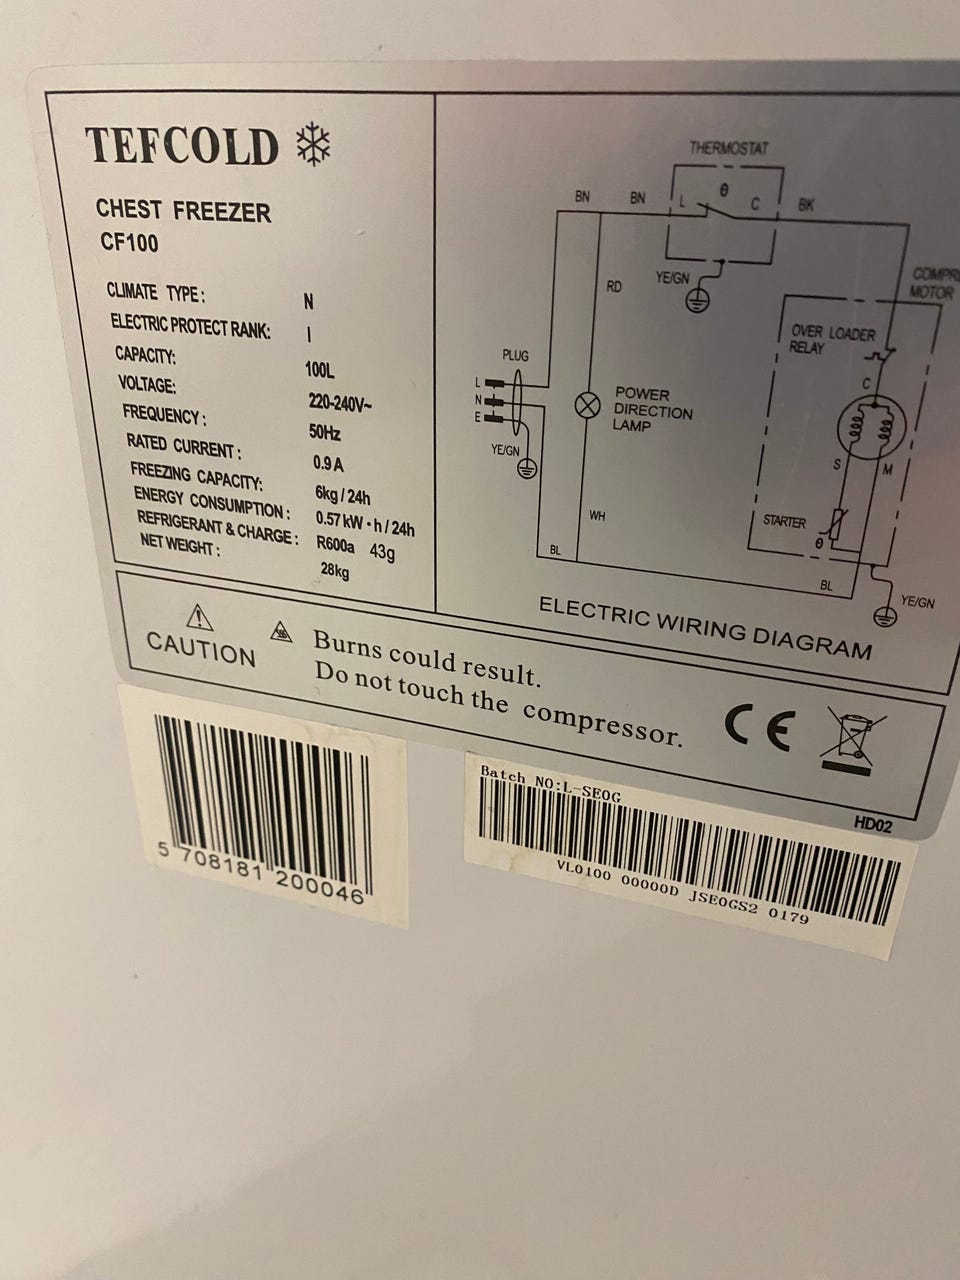 TEFCOLD
CHEST FREEZER
CF100
CLIMATE TYPE: N
ELECTRIC PROTECT RANK: I
CAPACITY: 100L
VOLTAGE: 220-240V~
FREQUENCY: 50Hz
RATED CURRENT: 0.9A
FREEZING CAPACITY: 6kg/24h
ENERGY CONSUMPTION: 0.57kW·h/24h
REFRIGERANT & CHARGE: R600a 43g
NET WEIGHT: 28kg
THERMOSTAT
BN BN L θ C BK
YE/GN
RD
COMPRE
MOTOR
OVER LOADER
RELAY
PLUG
L
N
E
YE/GN
POWER
DIRECTION
LAMP
C
S M
STARTER
θ
WH
BL
BL
YE/GN
ELECTRIC WIRING DIAGRAM
CAUTION
Burns could result.
Do not touch the compressor.
CE
HD02
5 708181 200046
Batch NO:L-SE0G
VL0100 00000D JSE0GS2 0179